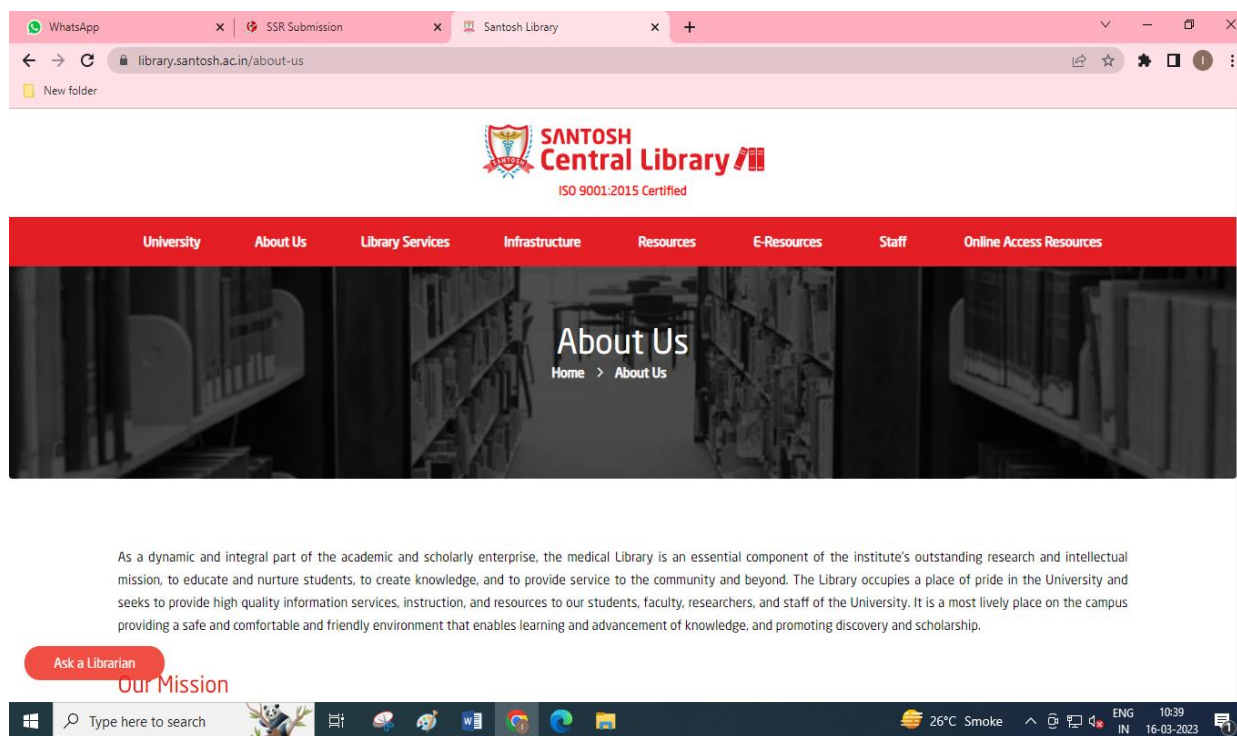 WhatsApp
SSR Submission
Santosh Library
library.santosh.ac.in/about-us
I
New folder
SANTOSH
SANTOSH
Central Library
ISO 9001:2015 Certified
University About Us Library Services Infrastructure Resources E-Resources Staff Online Access Resources
About Us
Home > About Us
As a dynamic and integral part of the academic and scholarly enterprise, the medical Library is an essential component of the institute's outstanding research and intellectual
mission, to educate and nurture students, to create knowledge, and to provide service to the community and beyond. The Library occupies a place of pride in the University and
seeks to provide high quality information services, instruction, and resources to our students, faculty, researchers, and staff of the University. It is a most lively place on the campus
providing a safe and comfortable and friendly environment that enables learning and advancement of knowledge, and promoting discovery and scholarship.
Ask a Librarian
Our Mission
Type here to search
26°C Smoke
ENG
IN
10:39
16-03-2023
1